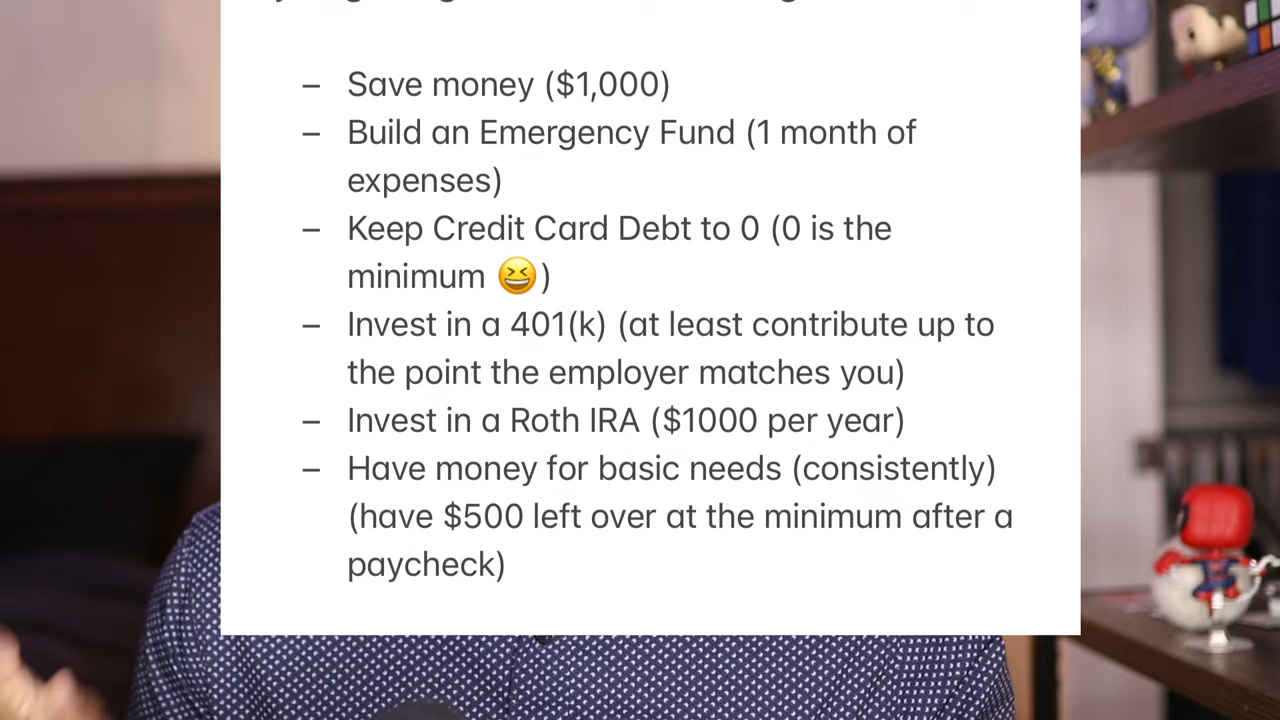 – Save money ($1,000)
– Build an Emergency Fund (1 month of
expenses)
– Keep Credit Card Debt to 0 (0 is the
minimum 😆)
– Invest in a 401(k) (at least contribute up to
the point the employer matches you)
– Invest in a Roth IRA ($1000 per year)
– Have money for basic needs (consistently)
(have $500 left over at the minimum after a
paycheck)